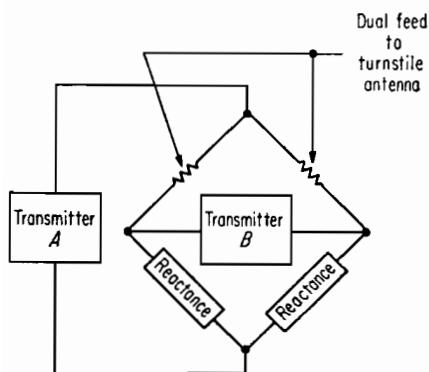 Dual feed
to
turnstile
antenna
Transmitter
A
Transmitter
B
Reactance
Reactance